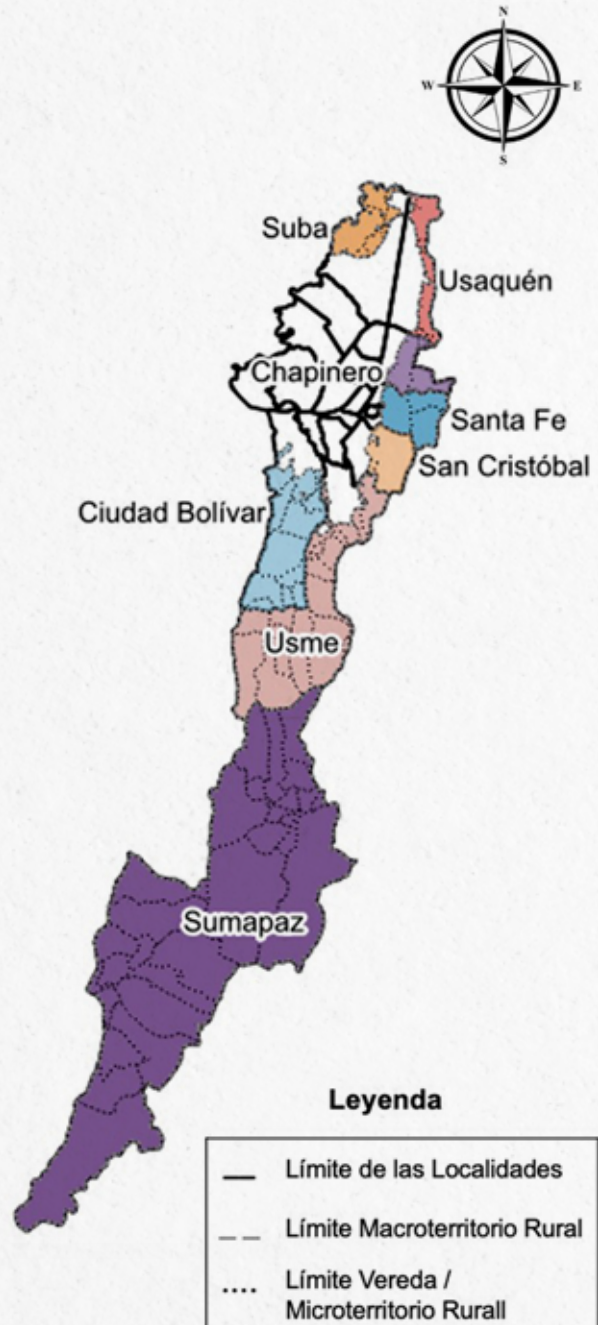 N
W
E
S
Suba
Usaquén
Chapinero
Santa Fe
San Cristóbal
Ciudad Bolívar
Usme
Sumapaz
Leyenda
Límite de las Localidades
Límite Macroterritorio Rural
Límite Vereda /
Microterritorio Rurall